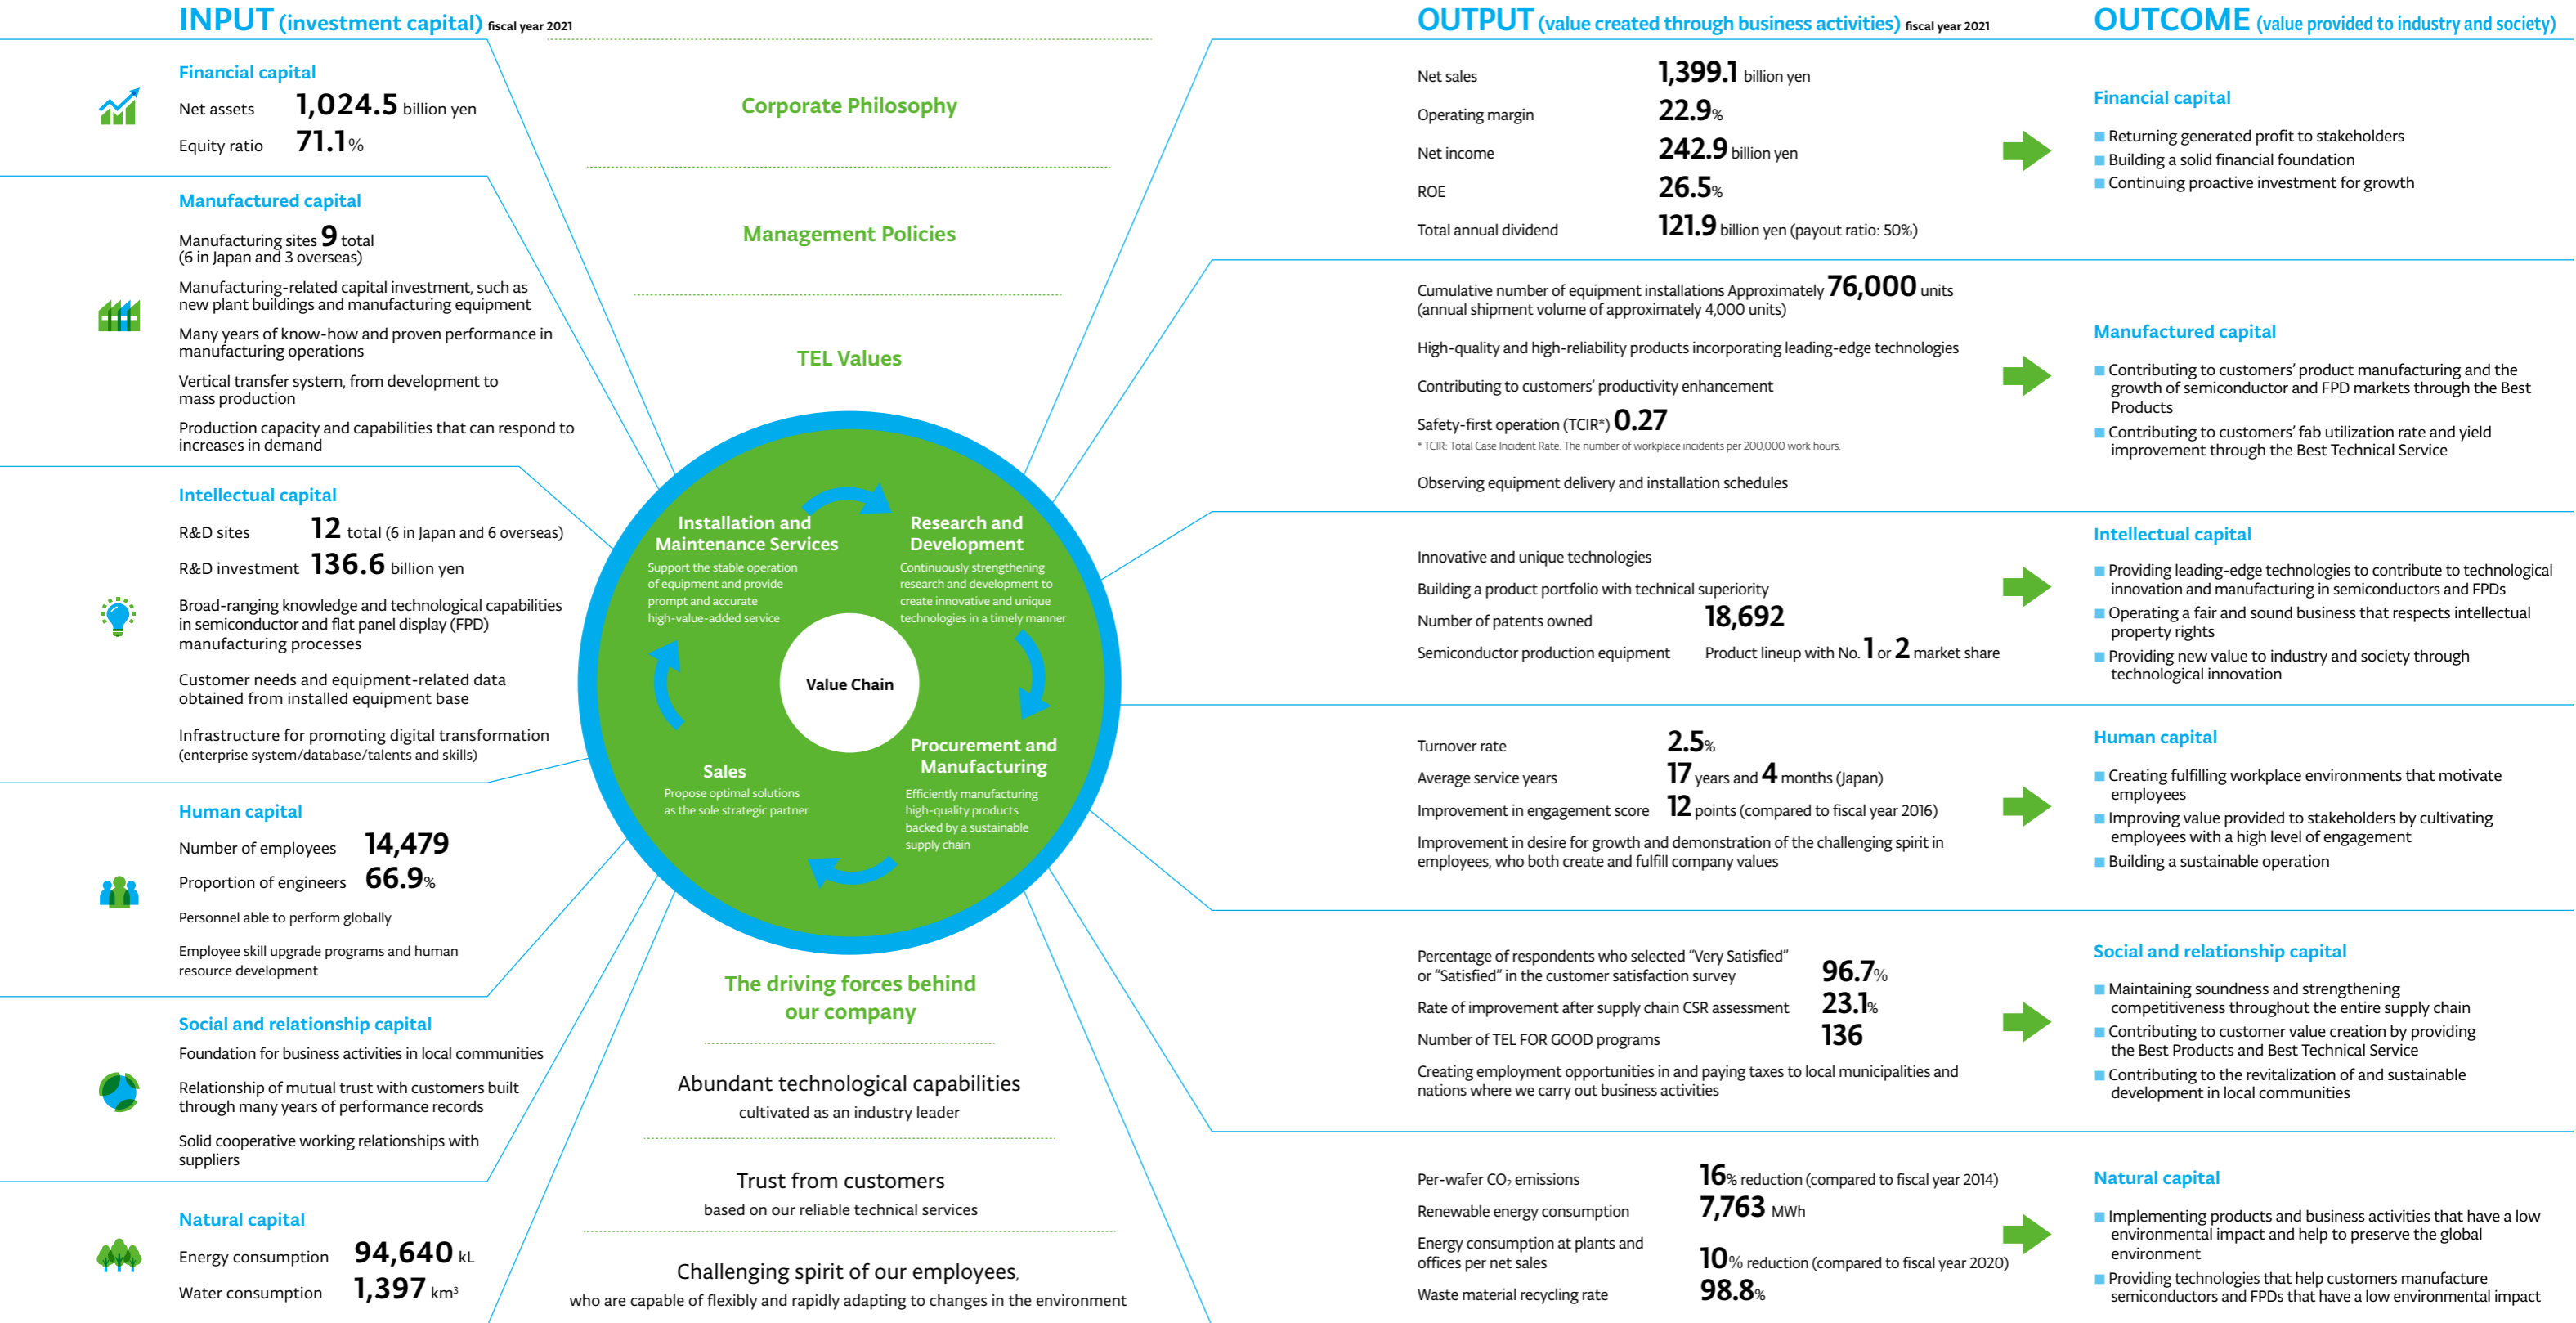 INPUT (investment capital) fiscal year 2021
Financial capital
Net assets 1,024.5 billion yen
Equity ratio 71.1%
Manufactured capital
Manufacturing sites 9 total
(6 in Japan and 3 overseas)
Manufacturing-related capital investment, such as
new plant buildings and manufacturing equipment
Many years of know-how and proven performance in
manufacturing operations
Vertical transfer system, from development to
mass production
Production capacity and capabilities that can respond to
increases in demand
Intellectual capital
R&D sites 12 total (6 in Japan and 6 overseas)
R&D investment 136.6 billion yen
Broad-ranging knowledge and technological capabilities
in semiconductor and flat panel display (FPD)
manufacturing processes
Customer needs and equipment-related data
obtained from installed equipment base
Infrastructure for promoting digital transformation
(enterprise system/database/talents and skills)
Human capital
Number of employees 14,479
Proportion of engineers 66.9%
Personnel able to perform globally
Employee skill upgrade programs and human
resource development
Social and relationship capital
Foundation for business activities in local communities
Relationship of mutual trust with customers built
through many years of performance records
Solid cooperative working relationships with
suppliers
Natural capital
Energy consumption 94,640 kL
Water consumption 1,397 km³
Corporate Philosophy
Management Policies
TEL Values
Installation and
Maintenance Services
Support the stable operation
of equipment and provide
prompt and accurate
high-value-added service
Research and
Development
Continuously strengthening
research and development to
create innovative and unique
technologies in a timely manner
Value Chain
Sales
Propose optimal solutions
as the sole strategic partner
Procurement and
Manufacturing
Efficiently manufacturing
high-quality products
backed by a sustainable
supply chain
The driving forces behind
our company
Abundant technological capabilities
cultivated as an industry leader
Trust from customers
based on our reliable technical services
Challenging spirit of our employees,
who are capable of flexibly and rapidly adapting to changes in the environment
OUTPUT (value created through business activities) fiscal year 2021
Net sales 1,399.1 billion yen
Operating margin 22.9%
Net income 242.9 billion yen
ROE 26.5%
Total annual dividend 121.9 billion yen (payout ratio: 50%)
Cumulative number of equipment installations Approximately 76,000 units
(annual shipment volume of approximately 4,000 units)
High-quality and high-reliability products incorporating leading-edge technologies
Contributing to customers' productivity enhancement
Safety-first operation (TCIR*) 0.27
* TCIR: Total Case Incident Rate. The number of workplace incidents per 200,000 work hours.
Observing equipment delivery and installation schedules
Innovative and unique technologies
Building a product portfolio with technical superiority
Number of patents owned 18,692
Semiconductor production equipment Product lineup with No. 1 or 2 market share
Turnover rate 2.5%
Average service years 17 years and 4 months (Japan)
Improvement in engagement score 12 points (compared to fiscal year 2016)
Improvement in desire for growth and demonstration of the challenging spirit in
employees, who both create and fulfill company values
Percentage of respondents who selected "Very Satisfied"
or "Satisfied" in the customer satisfaction survey 96.7%
Rate of improvement after supply chain CSR assessment 23.1%
Number of TEL FOR GOOD programs 136
Creating employment opportunities in and paying taxes to local municipalities and
nations where we carry out business activities
Per-wafer CO₂ emissions 16% reduction (compared to fiscal year 2014)
Renewable energy consumption 7,763 MWh
Energy consumption at plants and
offices per net sales 10% reduction (compared to fiscal year 2020)
Waste material recycling rate 98.8%
OUTCOME (value provided to industry and society)
Financial capital
Returning generated profit to stakeholders
Building a solid financial foundation
Continuing proactive investment for growth
Manufactured capital
Contributing to customers' product manufacturing and the
growth of semiconductor and FPD markets through the Best
Products
Contributing to customers' fab utilization rate and yield
improvement through the Best Technical Service
Intellectual capital
Providing leading-edge technologies to contribute to technological
innovation and manufacturing in semiconductors and FPDs
Operating a fair and sound business that respects intellectual
property rights
Providing new value to industry and society through
technological innovation
Human capital
Creating fulfilling workplace environments that motivate
employees
Improving value provided to stakeholders by cultivating
employees with a high level of engagement
Building a sustainable operation
Social and relationship capital
Maintaining soundness and strengthening
competitiveness throughout the entire supply chain
Contributing to customer value creation by providing
the Best Products and Best Technical Service
Contributing to the revitalization of and sustainable
development in local communities
Natural capital
Implementing products and business activities that have a low
environmental impact and help to preserve the global
environment
Providing technologies that help customers manufacture
semiconductors and FPDs that have a low environmental impact